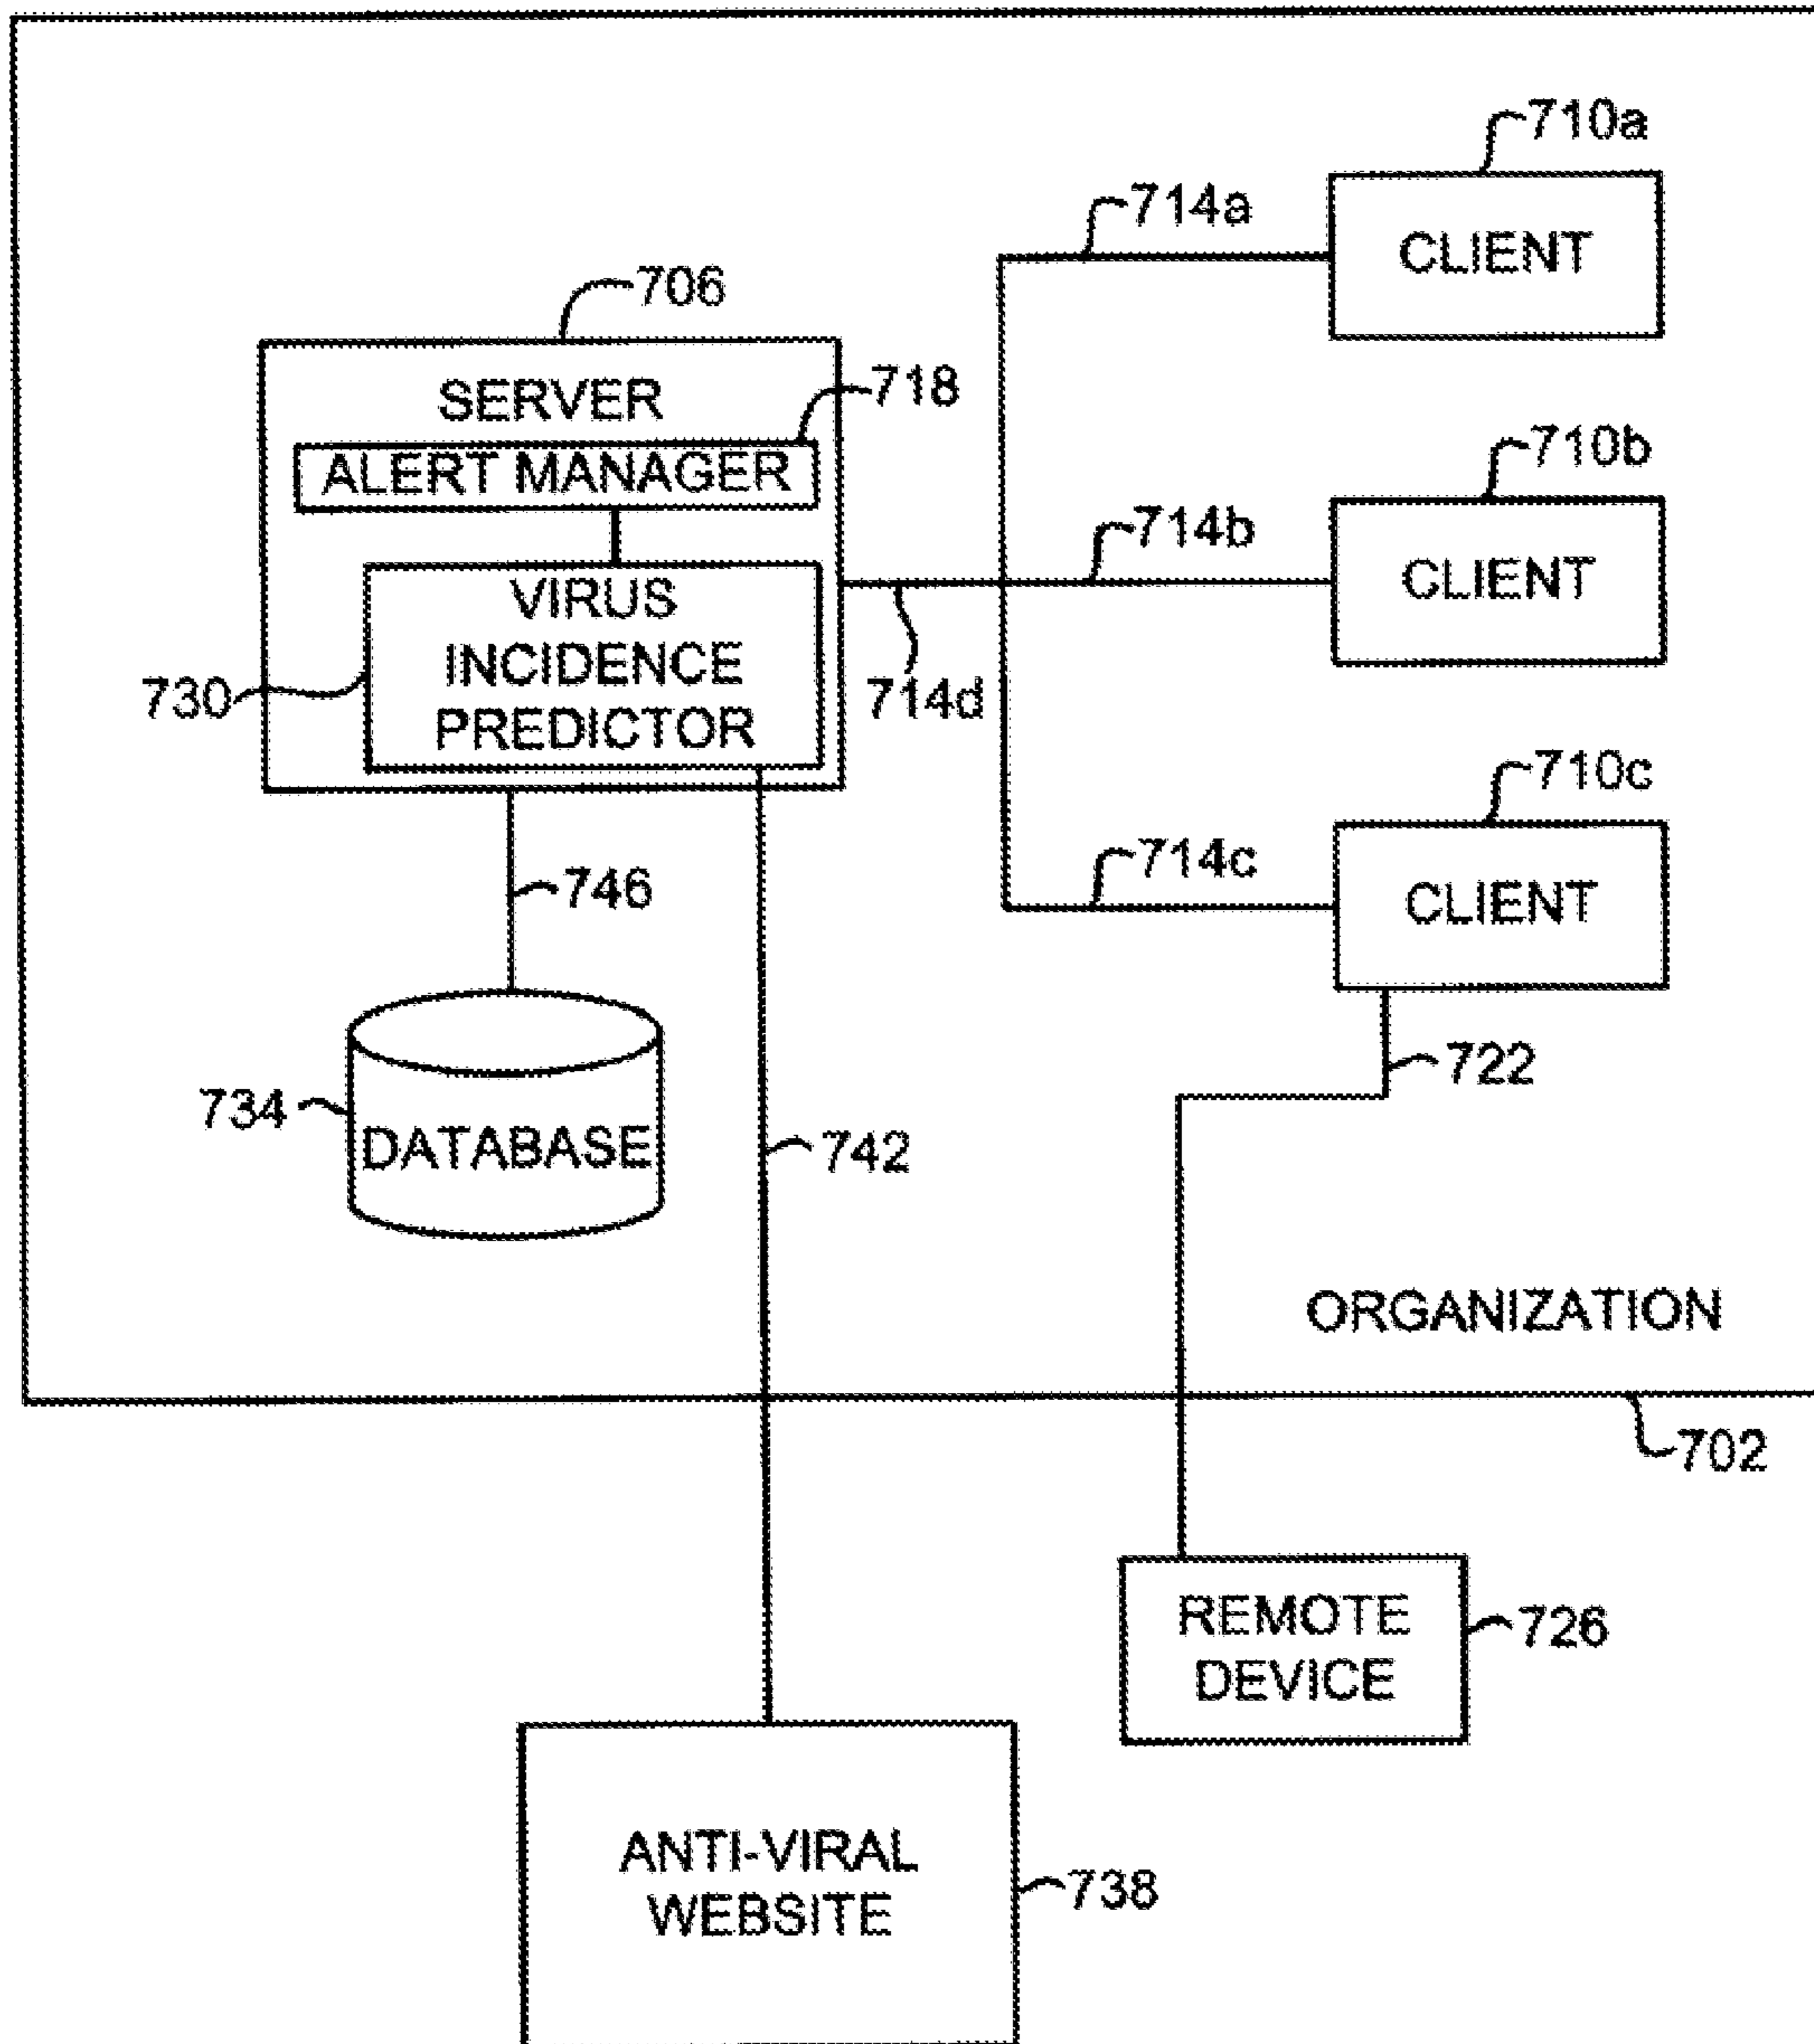 710a
714a
CLIENT
706
SERVER
718
ALERT MANAGER
710b
714b
CLIENT
VIRUS
INCIDENCE
PREDICTOR
730
714d
710c
714c
CLIENT
746
722
734
DATABASE
742
ORGANIZATION
702
REMOTE
DEVICE
726
ANTI-VIRAL
WEBSITE
738